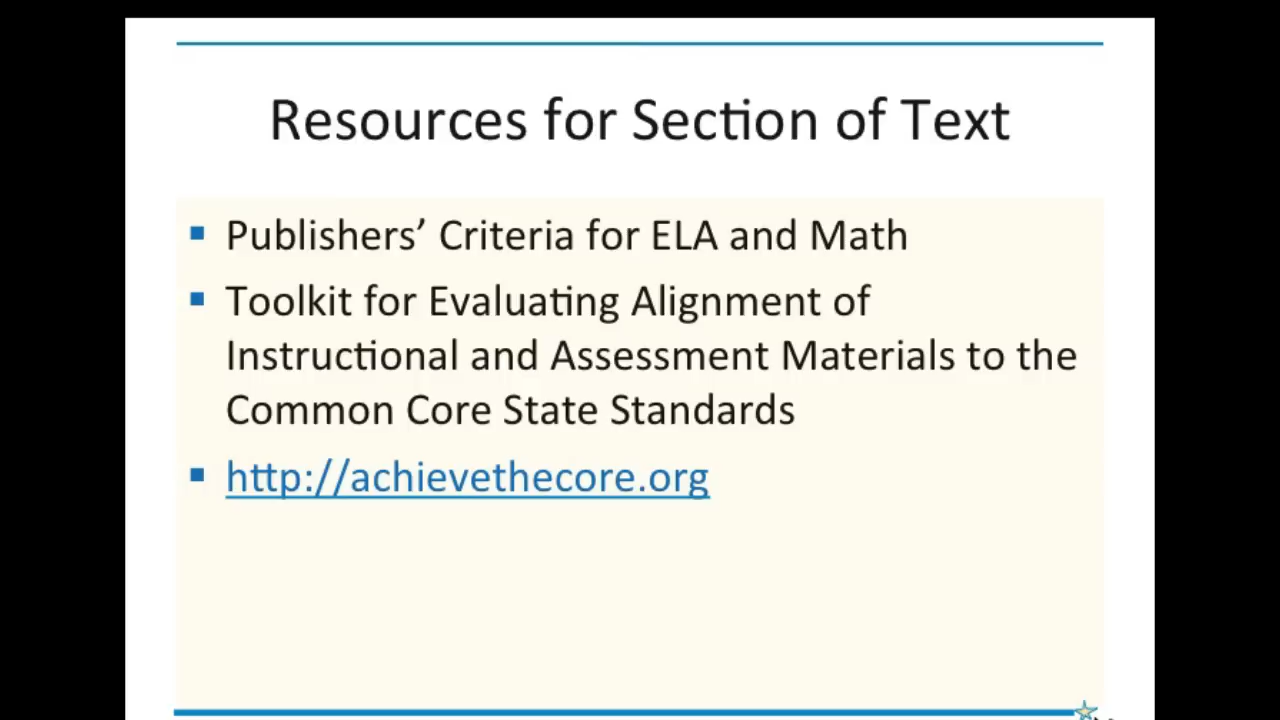 Resources for Section of Text
Publishers’ Criteria for ELA and Math
Toolkit for Evaluating Alignment of
Instructional and Assessment Materials to the
Common Core State Standards
http://achievethecore.org